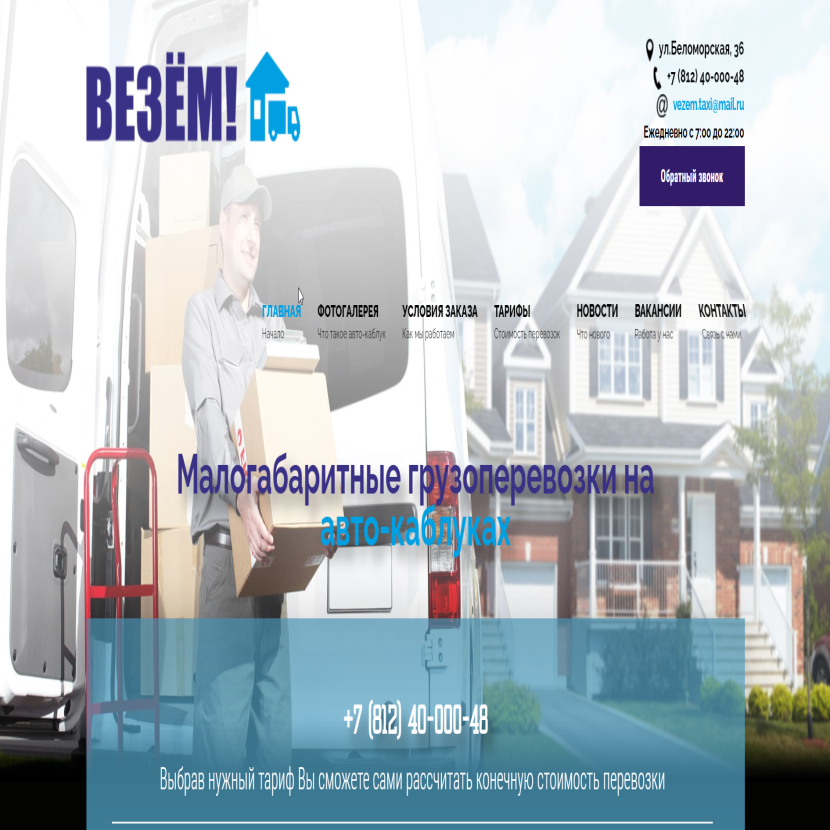 ВЕЗЁМ!
ул.Беломорская, 36
+7 (812) 40-000-48
@ vezem.taxi@mail.ru
Ежедневно с 7:00 до 22:00
Обратный звонок
ГЛАВНАЯ ФОТОГАЛЕРЕЯ УСЛОВИЯ ЗАКАЗА ТАРИФЫ НОВОСТИ ВАКАНСИИ КОНТАКТЫ
Начало Что такое авто-каблук Как мы работаем Стоимость перевозок Что нового Работа у нас Связь с нами
Малогабаритные грузоперевозки на
авто-каблуках
+7 (812) 40-000-48
Выбрав нужный тариф Вы сможете сами рассчитать конечную стоимость перевозки